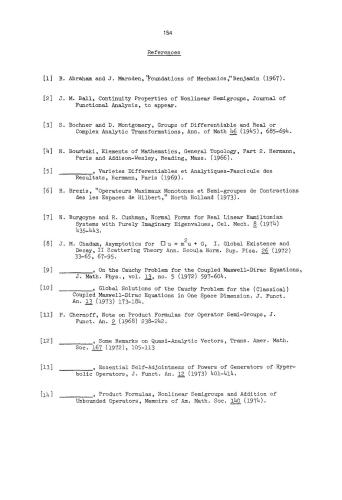 154
References
[1] R. Abraham and J. Marsden, "Foundations of Mechanics," Benjamin (1967).
[2] J. M. Ball, Continuity Properties of Nonlinear Semigroups, Journal of
Functional Analysis, to appear.
[3] S. Bochner and D. Montgomery, Groups of Differentiable and Real or
Complex Analytic Transformations, Ann. of Math 46 (1945), 685-694.
[4] N. Bourbaki, Elements of Mathematics, General Topology, Part 2. Hermann,
Paris and Addison-Wesley, Reading, Mass. (1966).
[5] ________, Varietes Differentiables et Analytiques-Fascicule des
Resultats, Hermann, Paris (1969).
[6] H. Brezis, "Operateurs Maximaux Monotones et Semi-groupes de Contractions
dan les Espaces de Hilbert," North Holland (1973).
[7] N. Burgoyne and R. Cushman, Normal Forms for Real Linear Hamiltonian
Systems with Purely Imaginary Eigenvalues, Cel. Mech. 8 (1974)
435-443.
[8] J. M. Chadam, Asymptotics for □ u = m²u + G, I. Global Existence and
Decay, II Scattering Theory Ann. Scuola Norm. Sup. Pisa. 26 (1972)
33-65, 67-95.
[9] ________, On the Cauchy Problem for the Coupled Maxwell-Dirac Equations,
J. Math. Phys., vol. 13, no. 5 (1972) 597-604.
[10] ________, Global Solutions of the Cauchy Problem for the (Classical)
Coupled Maxwell-Dirac Equations in One Space Dimension. J. Funct.
An. 13 (1973) 173-184.
[11] P. Chernoff, Note on Product Formulas for Operator Semi-Groups, J.
Funct. An. 2 (1968) 238-242.
[12] ________, Some Remarks on Quasi-Analytic Vectors, Trans. Amer. Math.
Soc. 167 (1972), 105-113
[13] ________, Essential Self-Adjointness of Powers of Generators of Hyper-
bolic Operators, J. Funct. An. 12 (1973) 401-414.
[14] ________, Product Formulas, Nonlinear Semigroups and Addition of
Unbounded Operators, Memoirs of Am. Math. Soc. 140 (1974).